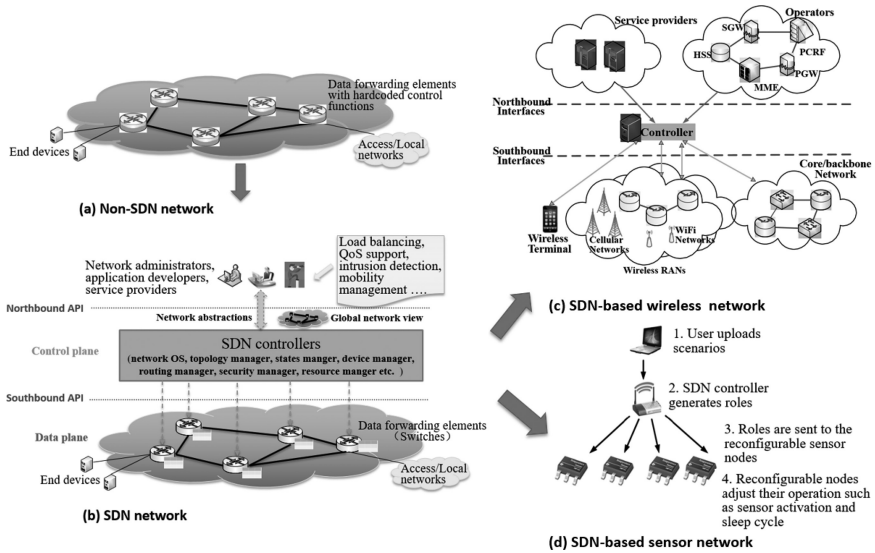 Data forwarding elements
with hardcoded control
functions
End devices
Access/Local
networks
(a) Non-SDN network
Network administrators,
application developers,
service providers
Load balancing,
QoS support,
intrusion detection,
mobility
management ....
Northbound API
Network abstractions
Global network view
Control plane
SDN controllers
(network OS, topology manager, states manger, device manager,
routing manager, security manager, resource manger etc. )
Southbound API
Data plane
Data forwarding elements
(Switches)
End devices
Access/Local
networks
(b) SDN network
Service providers
Operators
SGW
HSS
PCRF
MME
PGW
Northbound
Interfaces
Controller
Southbound
Interfaces
Core/backbone
Network
Wireless
Terminal
Cellular
Networks
WiFi
Networks
Wireless RANs
(c) SDN-based wireless network
1. User uploads
scenarios
2. SDN controller
generates roles
3. Roles are sent to the
reconfigurable sensor
nodes
4. Reconfigurable nodes
adjust their operation such
as sensor activation and
sleep cycle
(d) SDN-based sensor network